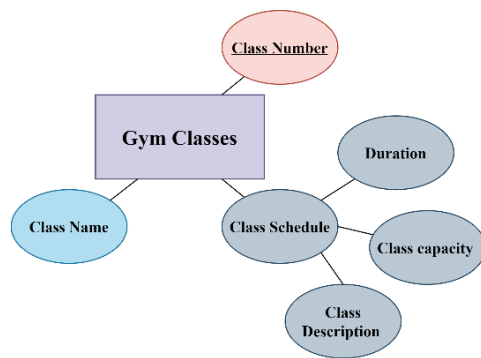 Class Number
Gym Classes
Duration
Class Name
Class Schedule
Class capacity
Class
Description